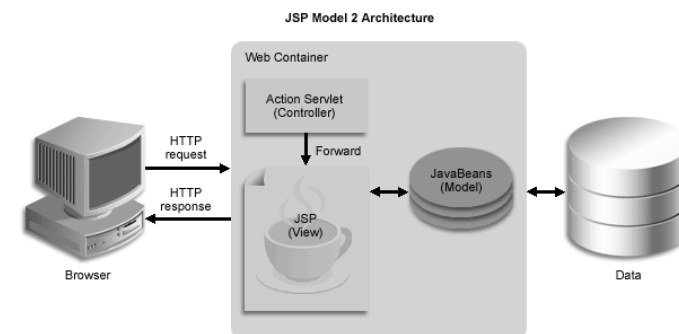 JSP Model 2 Architecture
Web Container
Action Servlet
(Controller)
HTTP
request
Forward
HTTP
response
JSP
(View)
JavaBeans
(Model)
Browser
Data